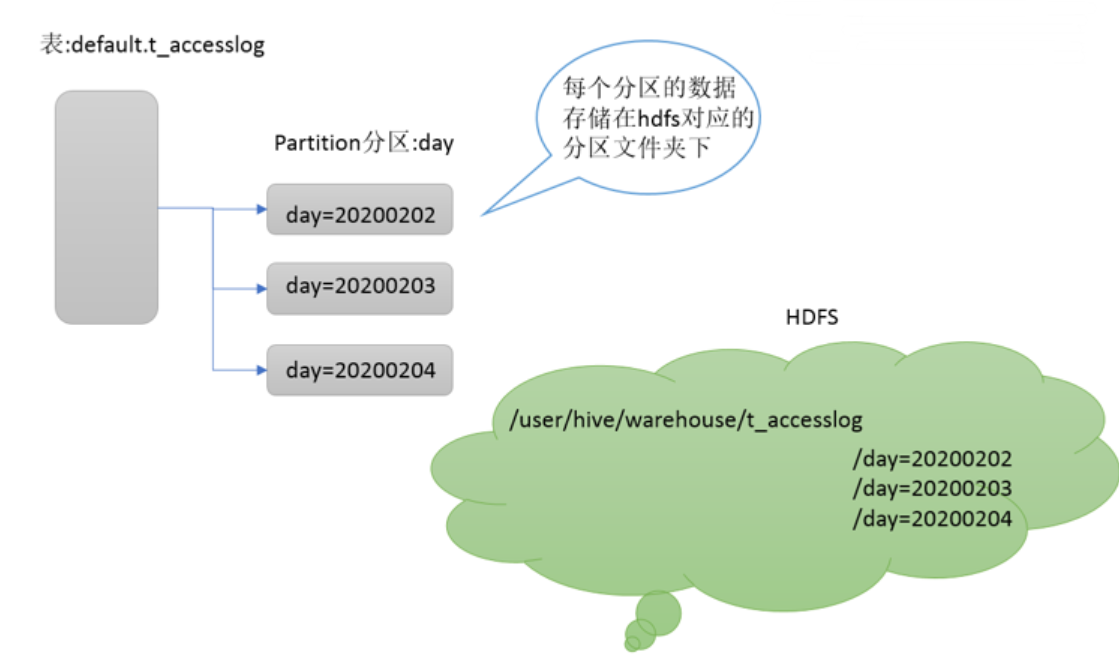 表:default.t_accesslog
每个分区的数据
存储在hdfs对应的
分区文件夹下
Partition分区:day
day=20200202
day=20200203
day=20200204
HDFS
/user/hive/warehouse/t_accesslog
/day=20200202
/day=20200203
/day=20200204